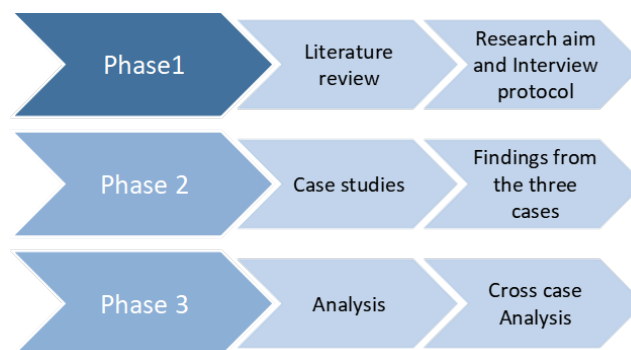 Phase1
Literature
review
Research aim
and Interview
protocol
Phase 2
Case studies
Findings from
the three
cases
Phase 3
Analysis
Cross case
Analysis